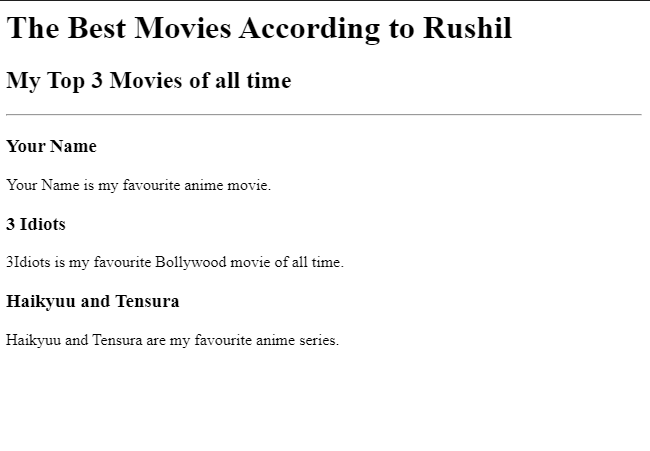 The Best Movies According to Rushil
My Top 3 Movies of all time
Your Name
Your Name is my favourite anime movie.
3 Idiots
3Idiots is my favourite Bollywood movie of all time.
Haikyuu and Tensura
Haikyuu and Tensura are my favourite anime series.